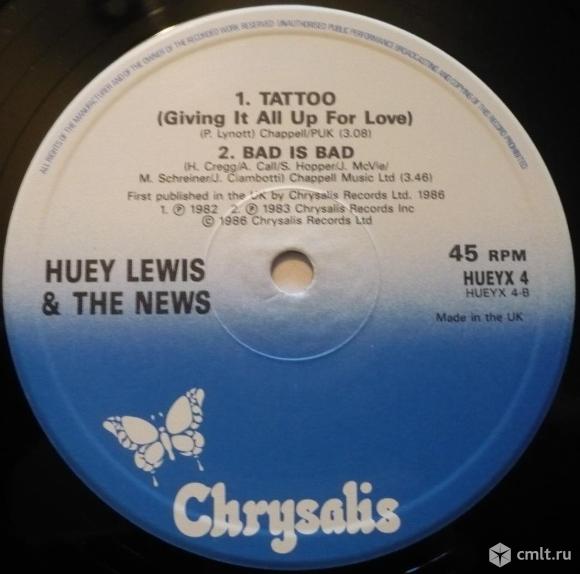 ALL RIGHTS OF THE MANUFACTURER AND OF THE OWNER OF THE RECORDED WORK RESERVED. UNAUTHORISED PUBLIC PERFORMANCE BROADCASTING AND COPYING OF THIS RECORD PROHIBITED
1. TATTOO
(Giving It All Up For Love)
(P. Lynott) Chappell/PUK (3.08)
2. BAD IS BAD
(H. Cregg/A. Call/S. Hopper/J. McVie/
M. Schreiner/J. Ciambotti) Chappell Music Ltd (3.46)
First published in the UK by Chrysalis Records Ltd. 1986
1. ℗ 1982 2. ℗ 1983 Chrysalis Records Inc
© 1986 Chrysalis Records Ltd
HUEY LEWIS
& THE NEWS
45 RPM
HUEYX 4
HUEYX 4-B
Made in the UK
Chrysalis
cmlt.ru